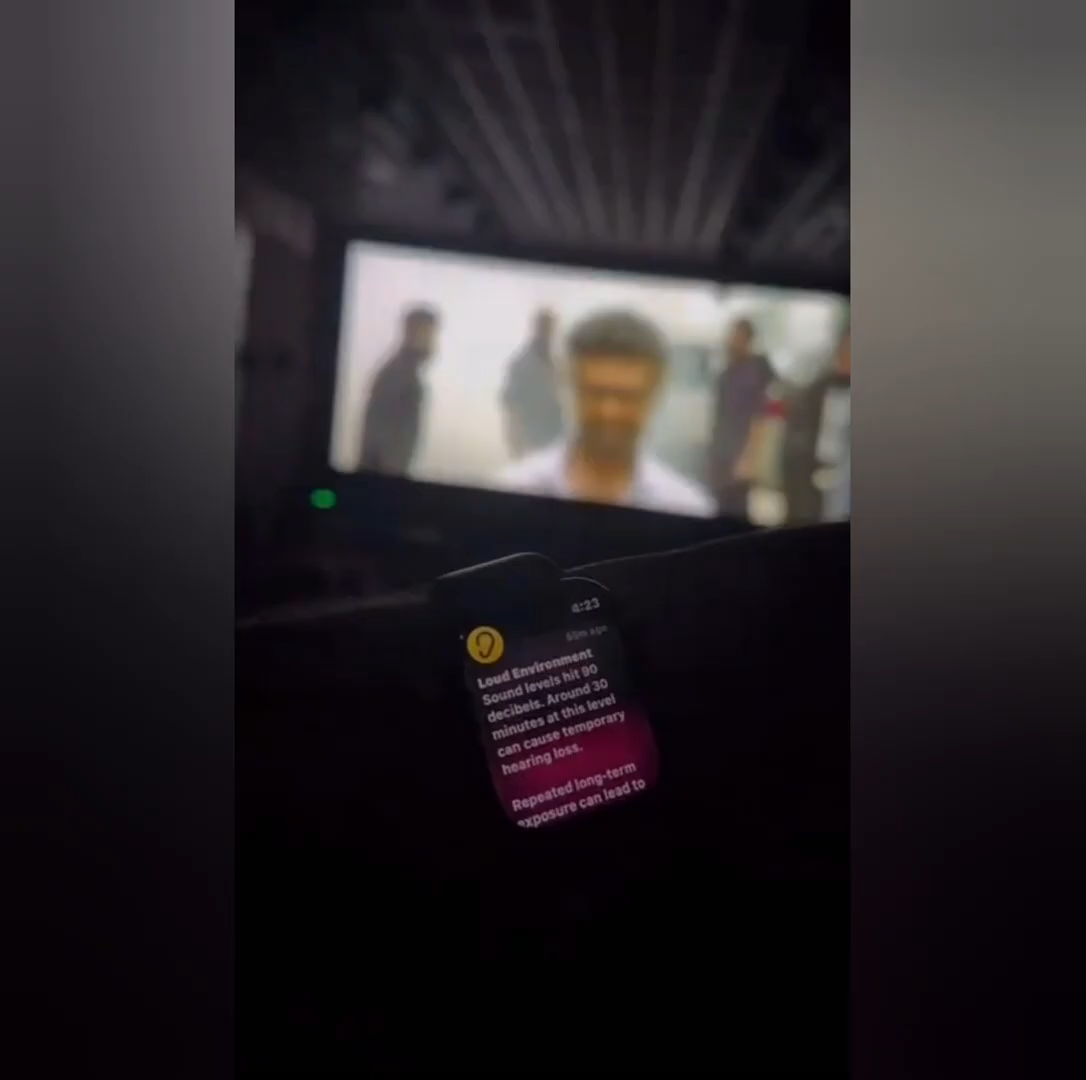 4:23
Loud Environment
Sound levels hit 90
decibels. Around 30
minutes at this level
can cause temporary
hearing loss.
Repeated long-term
exposure can lead to